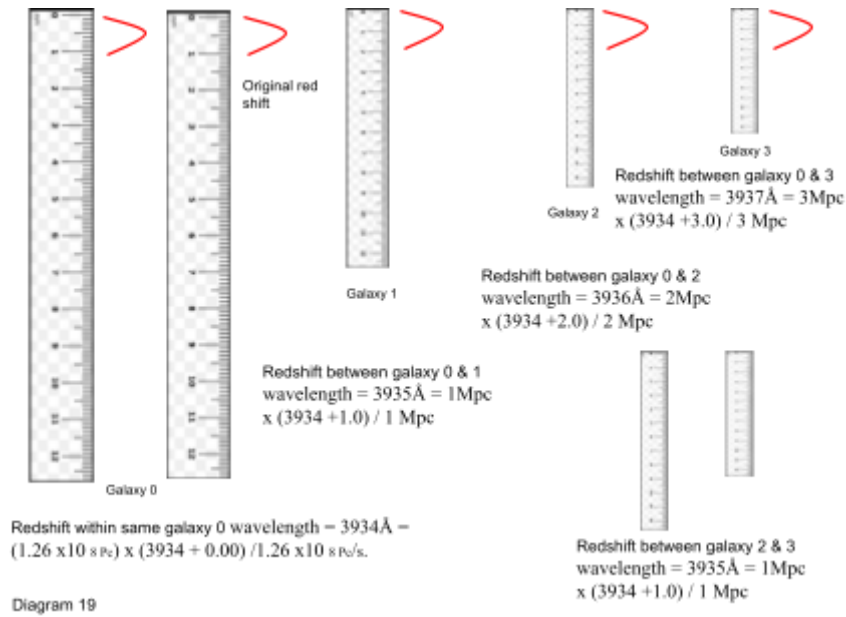 Original red
shift
Galaxy 3
Redshift between galaxy 0 & 3
wavelength = 3937Å = 3Mpc
x (3934 +3.0) / 3 Mpc
Galaxy 2
Redshift between galaxy 0 & 2
wavelength = 3936Å = 2Mpc
x (3934 +2.0) / 2 Mpc
Galaxy 1
Redshift between galaxy 0 & 1
wavelength = 3935Å = 1Mpc
x (3934 +1.0) / 1 Mpc
Galaxy 0
Redshift within same galaxy 0 wavelength = 3934Å =
(1.26 x10 8 Pc) x (3934 + 0.00) /1.26 x10 8 Pc/s.
Redshift between galaxy 2 & 3
wavelength = 3935Å = 1Mpc
x (3934 +1.0) / 1 Mpc
Diagram 19